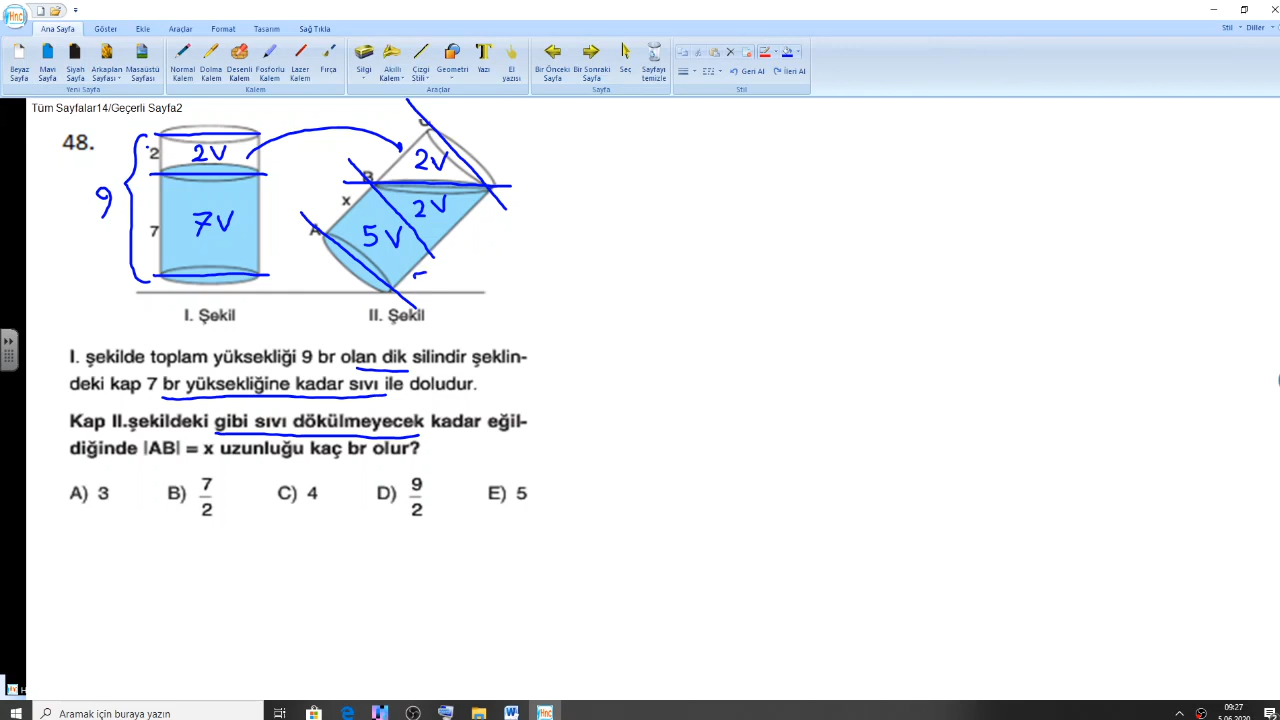 Stil Diller
Ana Sayfa Göster Ekle Araçlar Format Tasarım Sağ Tıkla
Beyaz Sayfa Mavi Sayfa Siyah Sayfa Arkaplan Sayfası Masaüstü Sayfası Normal Kalem Dolma Kalem Desenli Kalem Fosforlu Kalem Lazer Kalem Fırça Silgi Akıllı Kalem Çizgi Stili Geometri Yazı El yazısı Bir Önceki Sayfa Bir Sonraki Sayfa Seç Sayfayı temizle Geri Al İleri Al
Yeni Sayfa Kalem Araçlar Sayfa Stil
Tüm Sayfalar14/Geçerli Sayfa2
48.
9
2
2V
7
7V
B
x
A
2V
2V
5V
I. Şekil II. Şekil
I. şekilde toplam yüksekliği 9 br olan dik silindir şeklin-
deki kap 7 br yüksekliğine kadar sıvı ile doludur.
Kap II.şekildeki gibi sıvı dökülmeyecek kadar eğil-
diğinde |AB| = x uzunluğu kaç br olur?
A) 3 B) 7/2 C) 4 D) 9/2 E) 5
Aramak için buraya yazın
09:27
5.06.2020